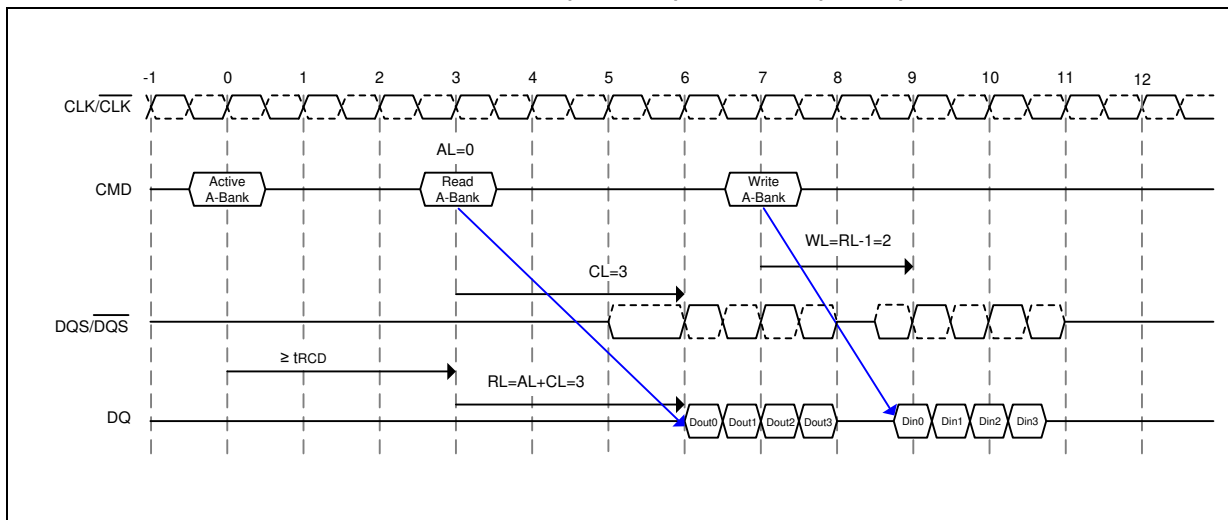 -1 0 1 2 3 4 5 6 7 8 9 10 11 12
CLK/CLK
AL=0
CMD
Active
A-Bank
Read
A-Bank
Write
A-Bank
WL=RL-1=2
CL=3
DQS/DQS
≥ tRCD
RL=AL+CL=3
DQ
Dout0 Dout1 Dout2 Dout3 Din0 Din1 Din2 Din3